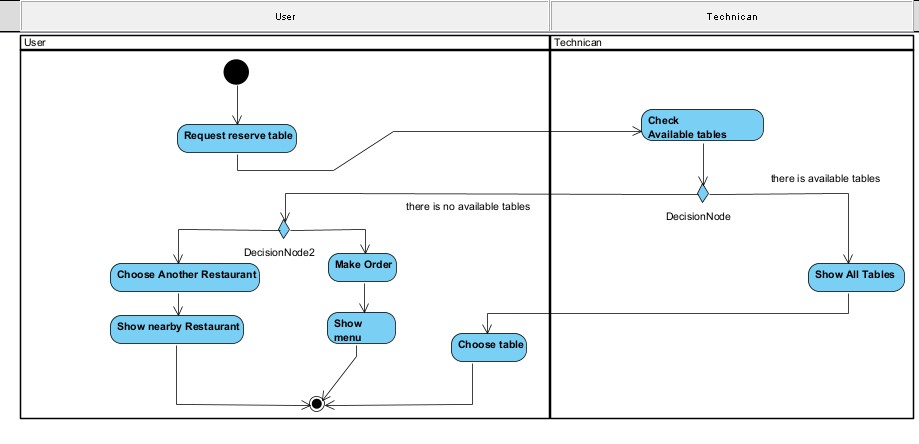 User
Technican
User
Technican
Request reserve table
Check
Available tables
there is available tables
DecisionNode
there is no available tables
DecisionNode2
Choose Another Restaurant
Make Order
Show All Tables
Show nearby Restaurant
Show
menu
Choose table